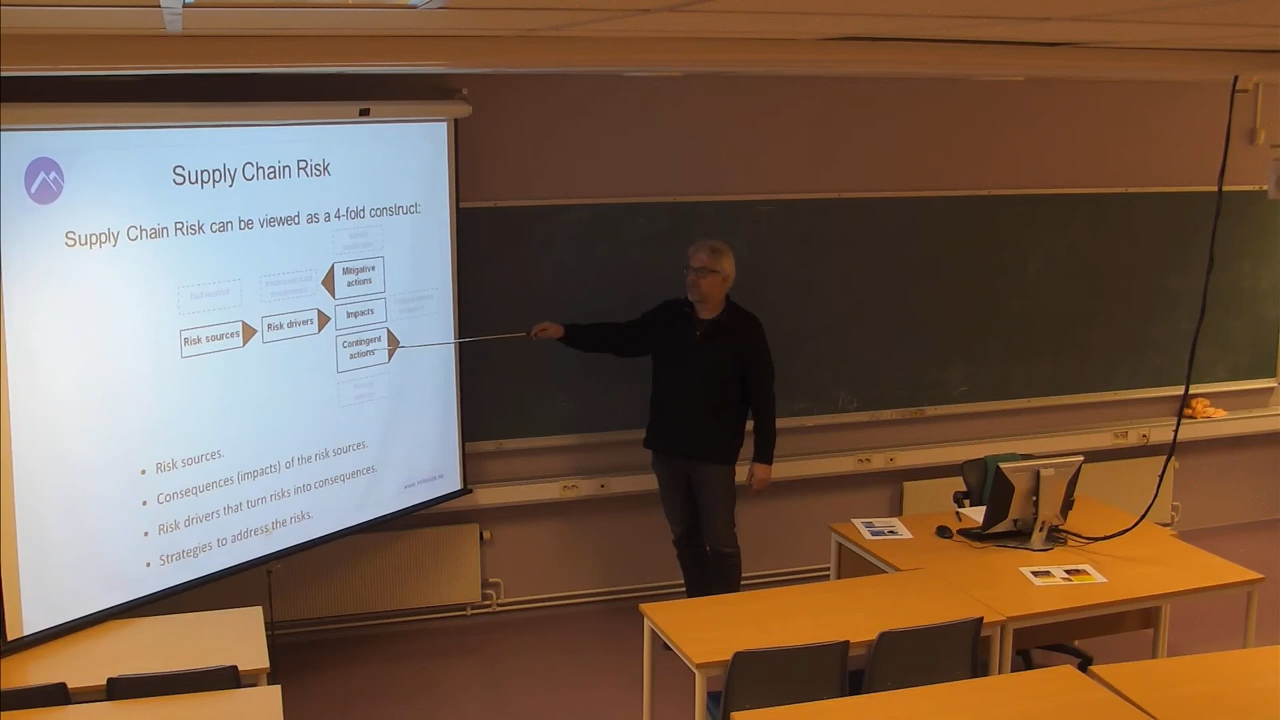 Supply Chain Risk
Supply Chain Risk can be viewed as a 4-fold construct:
Mitigative
actions
Risk sources
Risk drivers
Impacts
Contingent
actions
• Risk sources.
• Consequences (impacts) of the risk sources.
• Risk drivers that turn risks into consequences.
• Strategies to address the risks.